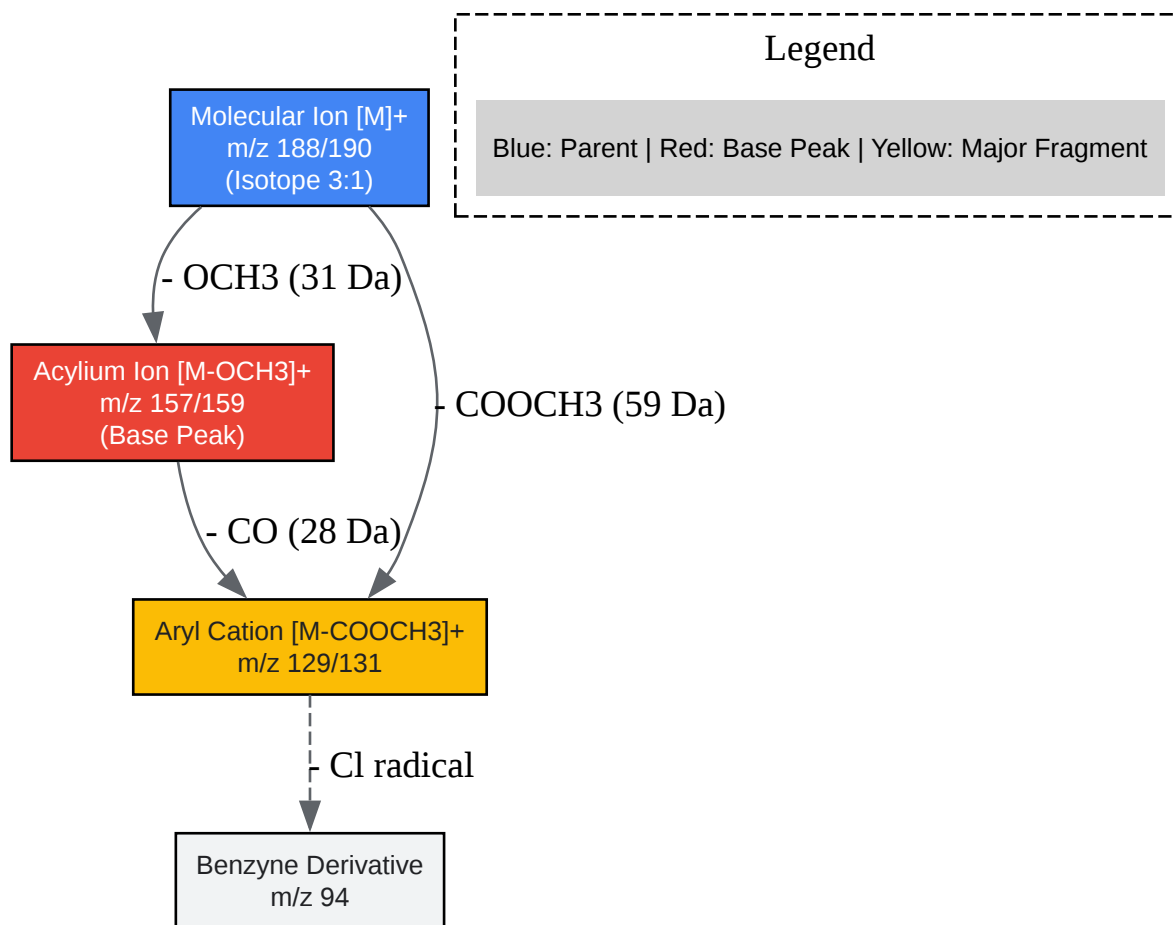 Legend
Blue: Parent | Red: Base Peak | Yellow: Major Fragment
Molecular Ion [M]+
m/z 188/190
(Isotope 3:1)
- OCH3 (31 Da)
Acylium Ion [M-OCH3]+
m/z 157/159
(Base Peak)
- COOCH3 (59 Da)
- CO (28 Da)
Aryl Cation [M-COOCH3]+
m/z 129/131
- Cl radical
Benzyne Derivative
m/z 94